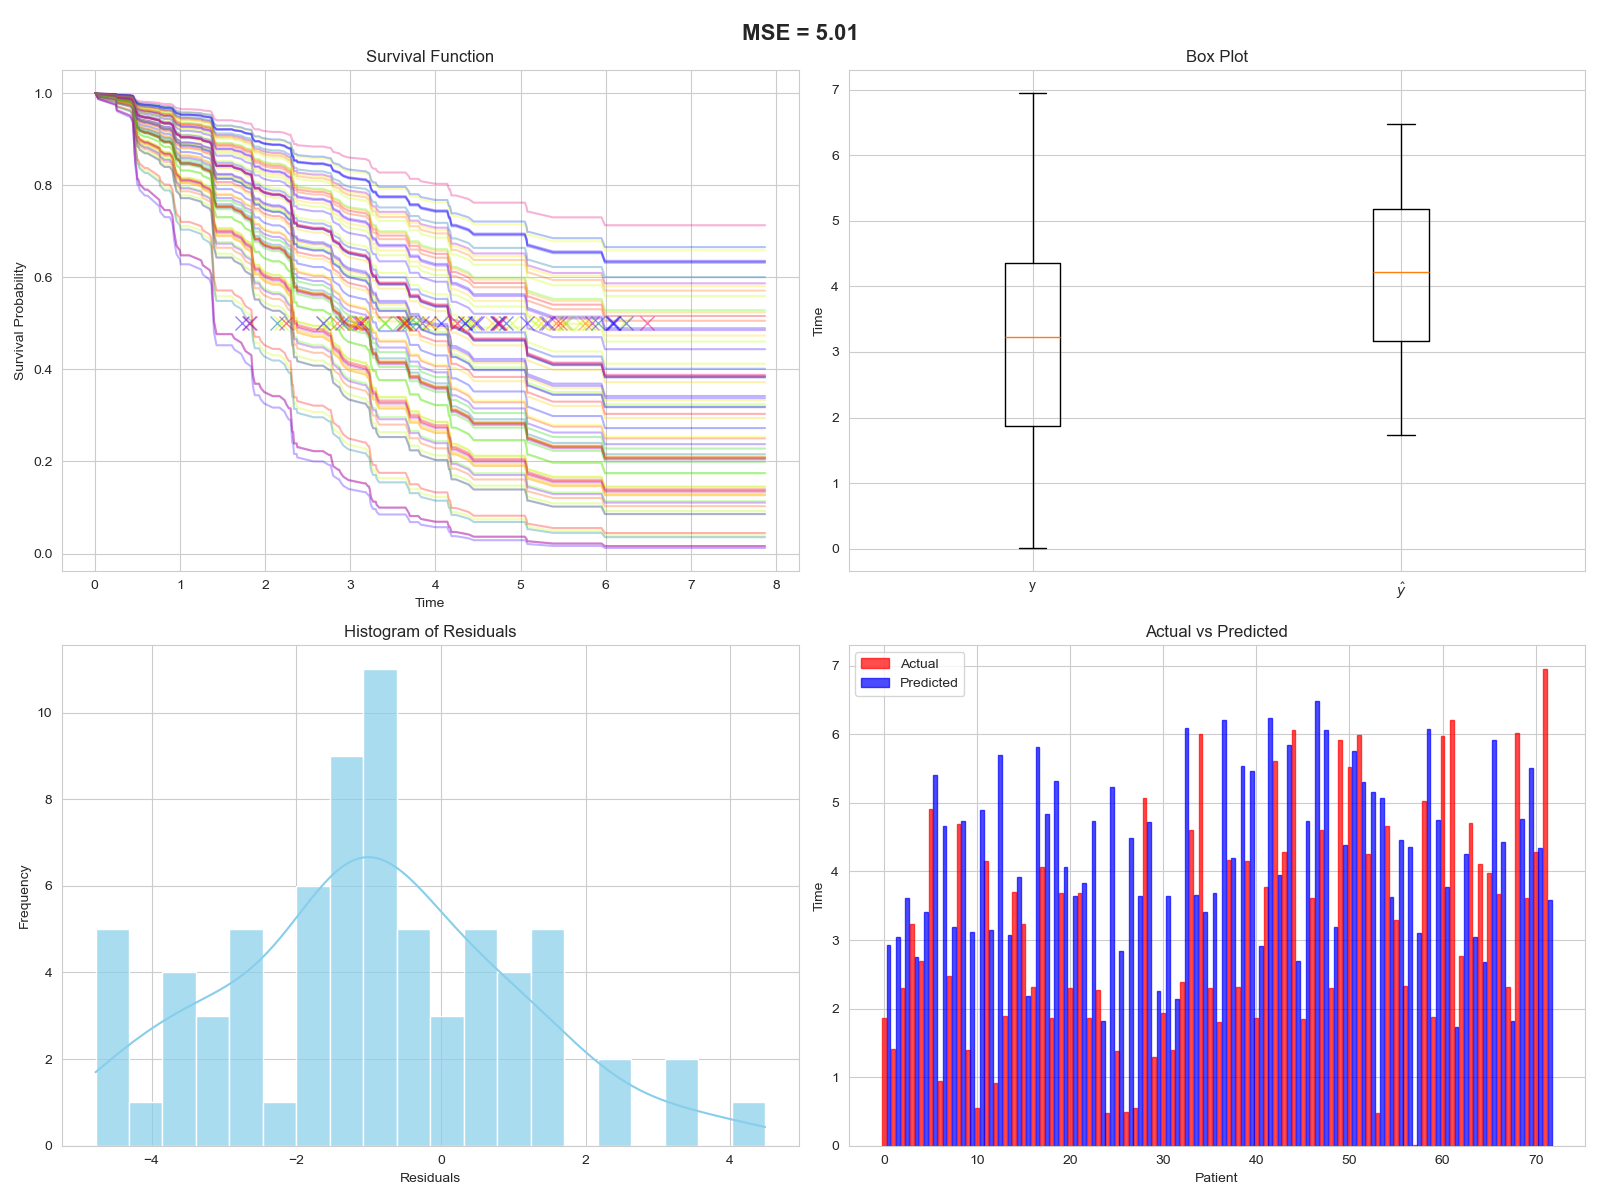 MSE = 5.01
Survival Function
1.0
0.8
0.6
0.4
0.2
0.0
Survival Probability
0 1 2 3 4 5 6 7 8
Time
Box Plot
7
6
5
4
3
2
1
0
Time
y ŷ
Histogram of Residuals
10
8
6
4
2
0
Frequency
−4 −2 0 2 4
Residuals
Actual vs Predicted
Actual
Predicted
7
6
5
4
3
2
1
0
Time
0 10 20 30 40 50 60 70
Patient